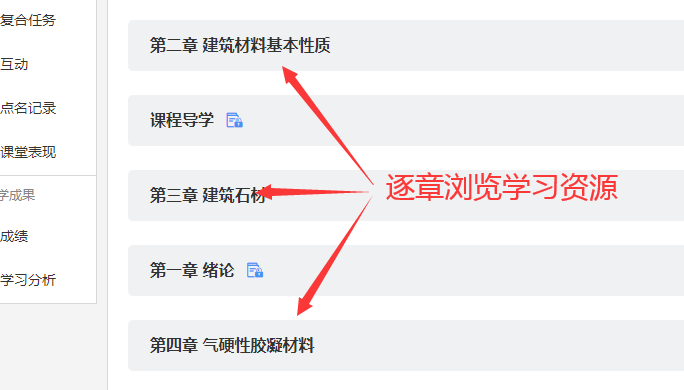 复合任务
互动
点名记录
课堂表现
学成果
成绩
学习分析
第二章 建筑材料基本性质
课程导学
第三章 建筑石材
第一章 绪论
第四章 气硬性胶凝材料
逐章浏览学习资源